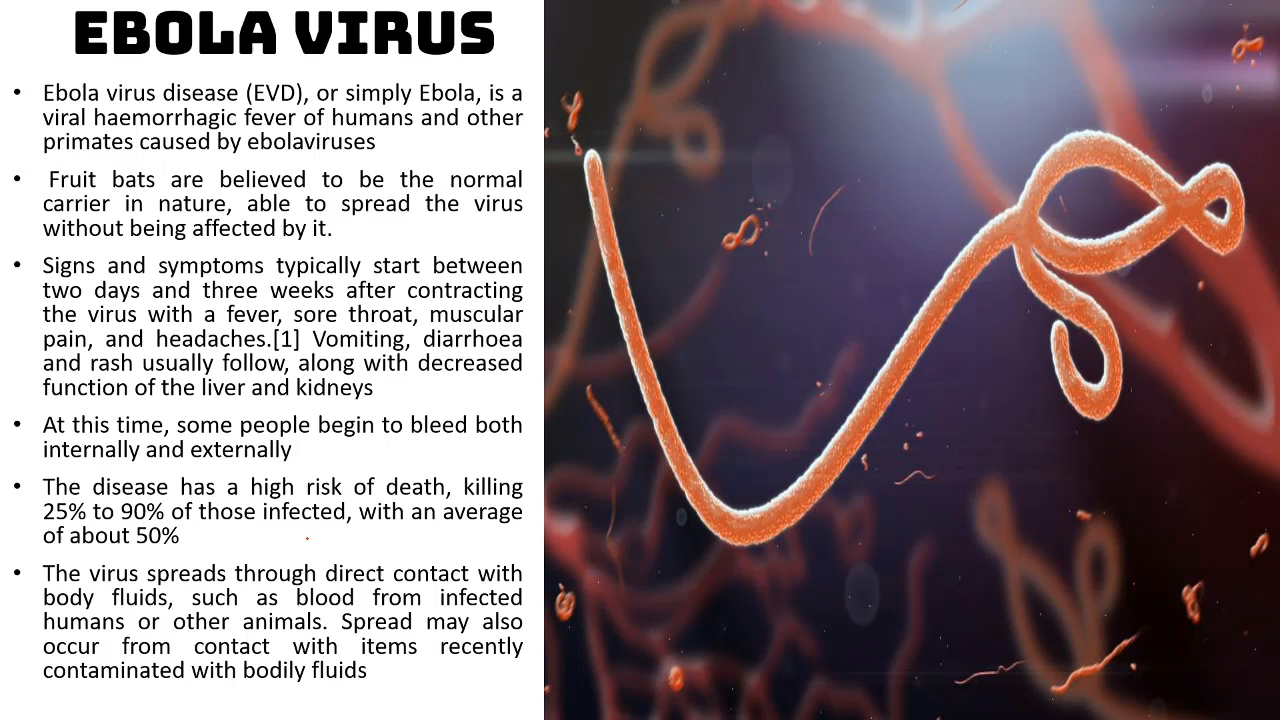 EBOLA VIRUS
• Ebola virus disease (EVD), or simply Ebola, is a
viral haemorrhagic fever of humans and other
primates caused by ebolaviruses
• Fruit bats are believed to be the normal
carrier in nature, able to spread the virus
without being affected by it.
• Signs and symptoms typically start between
two days and three weeks after contracting
the virus with a fever, sore throat, muscular
pain, and headaches.[1] Vomiting, diarrhoea
and rash usually follow, along with decreased
function of the liver and kidneys
• At this time, some people begin to bleed both
internally and externally
• The disease has a high risk of death, killing
25% to 90% of those infected, with an average
of about 50%
• The virus spreads through direct contact with
body fluids, such as blood from infected
humans or other animals. Spread may also
occur from contact with items recently
contaminated with bodily fluids